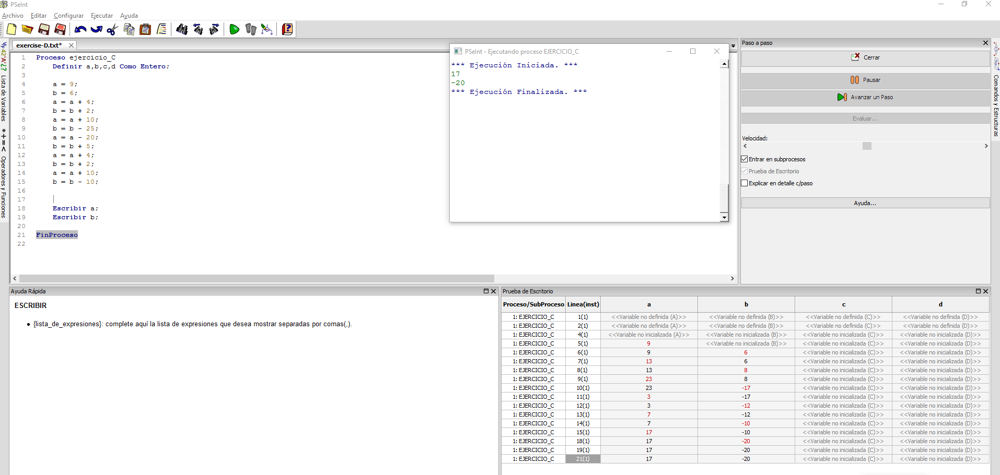 PSeInt
Archivo Editar Configurar Ejecutar Ayuda
exercise-D.txt*
1 Proceso ejercicio_C
2 Definir a,b,c,d Como Entero;
3
4 a = 9;
5 b = 6;
6 a = a + 4;
7 b = b + 2;
8 a = a + 10;
9 b = b - 25;
10 a = a - 20;
11 b = b + 5;
12 a = a + 4;
13 b = b + 2;
14 a = a + 10;
15 b = b - 10;
16
17
18 Escribir a;
19 Escribir b;
20
21 FinProceso
22
42 'A' ¿?
Lista de Variables
* + = <
Operadores y Funciones
PSeInt - Ejecutando proceso EJERCICIO_C
*** Ejecución Iniciada. ***
17
-20
*** Ejecución Finalizada. ***
Paso a paso
Cerrar
Pausar
Avanzar un Paso
Evaluar...
Velocidad:
Entrar en subprocesos
Prueba de Escritorio
Explicar en detalle c/paso
Ayuda...
Comandos y Estructuras
Ayuda Rápida
ESCRIBIR
• {lista_de_expresiones}: complete aquí la lista de expresiones que desea mostrar separadas por comas(,).
Prueba de Escritorio
Proceso/SubProceso Linea(inst) a b c d
1: EJERCICIO_C 1(1) <<Variable no definida (A)>> <<Variable no definida (B)>> <<Variable no definida (C)>> <<Variable no definida (D)>>
1: EJERCICIO_C 2(1) <<Variable no definida (A)>> <<Variable no definida (B)>> <<Variable no definida (C)>> <<Variable no definida (D)>>
1: EJERCICIO_C 4(1) <<Variable no inicializada (A)>> <<Variable no inicializada (B)>> <<Variable no inicializada (C)>> <<Variable no inicializada (D)>>
1: EJERCICIO_C 5(1) 9 <<Variable no inicializada (B)>> <<Variable no inicializada (C)>> <<Variable no inicializada (D)>>
1: EJERCICIO_C 6(1) 9 6 <<Variable no inicializada (C)>> <<Variable no inicializada (D)>>
1: EJERCICIO_C 7(1) 13 6 <<Variable no inicializada (C)>> <<Variable no inicializada (D)>>
1: EJERCICIO_C 8(1) 13 8 <<Variable no inicializada (C)>> <<Variable no inicializada (D)>>
1: EJERCICIO_C 9(1) 23 8 <<Variable no inicializada (C)>> <<Variable no inicializada (D)>>
1: EJERCICIO_C 10(1) 23 -17 <<Variable no inicializada (C)>> <<Variable no inicializada (D)>>
1: EJERCICIO_C 11(1) 3 -17 <<Variable no inicializada (C)>> <<Variable no inicializada (D)>>
1: EJERCICIO_C 12(1) 3 -12 <<Variable no inicializada (C)>> <<Variable no inicializada (D)>>
1: EJERCICIO_C 13(1) 7 -12 <<Variable no inicializada (C)>> <<Variable no inicializada (D)>>
1: EJERCICIO_C 14(1) 7 -10 <<Variable no inicializada (C)>> <<Variable no inicializada (D)>>
1: EJERCICIO_C 15(1) 17 -10 <<Variable no inicializada (C)>> <<Variable no inicializada (D)>>
1: EJERCICIO_C 18(1) 17 -20 <<Variable no inicializada (C)>> <<Variable no inicializada (D)>>
1: EJERCICIO_C 19(1) 17 -20 <<Variable no inicializada (C)>> <<Variable no inicializada (D)>>
1: EJERCICIO_C 21(1) 17 -20 <<Variable no inicializada (C)>> <<Variable no inicializada (D)>>